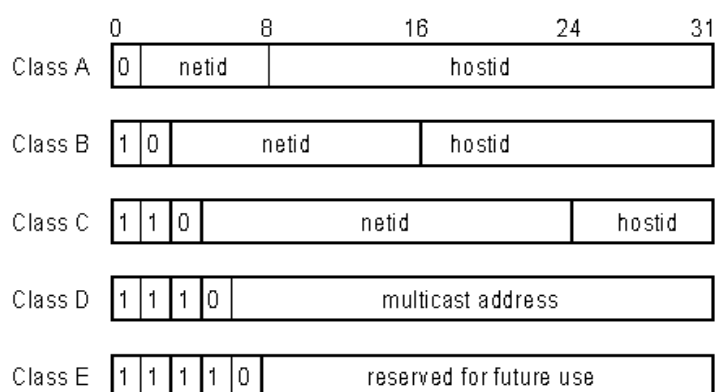 0 8 16 24 31
Class A 0 netid hostid
Class B 1 0 netid hostid
Class C 1 1 0 netid hostid
Class D 1 1 1 0 multicast address
Class E 1 1 1 1 0 reserved for future use